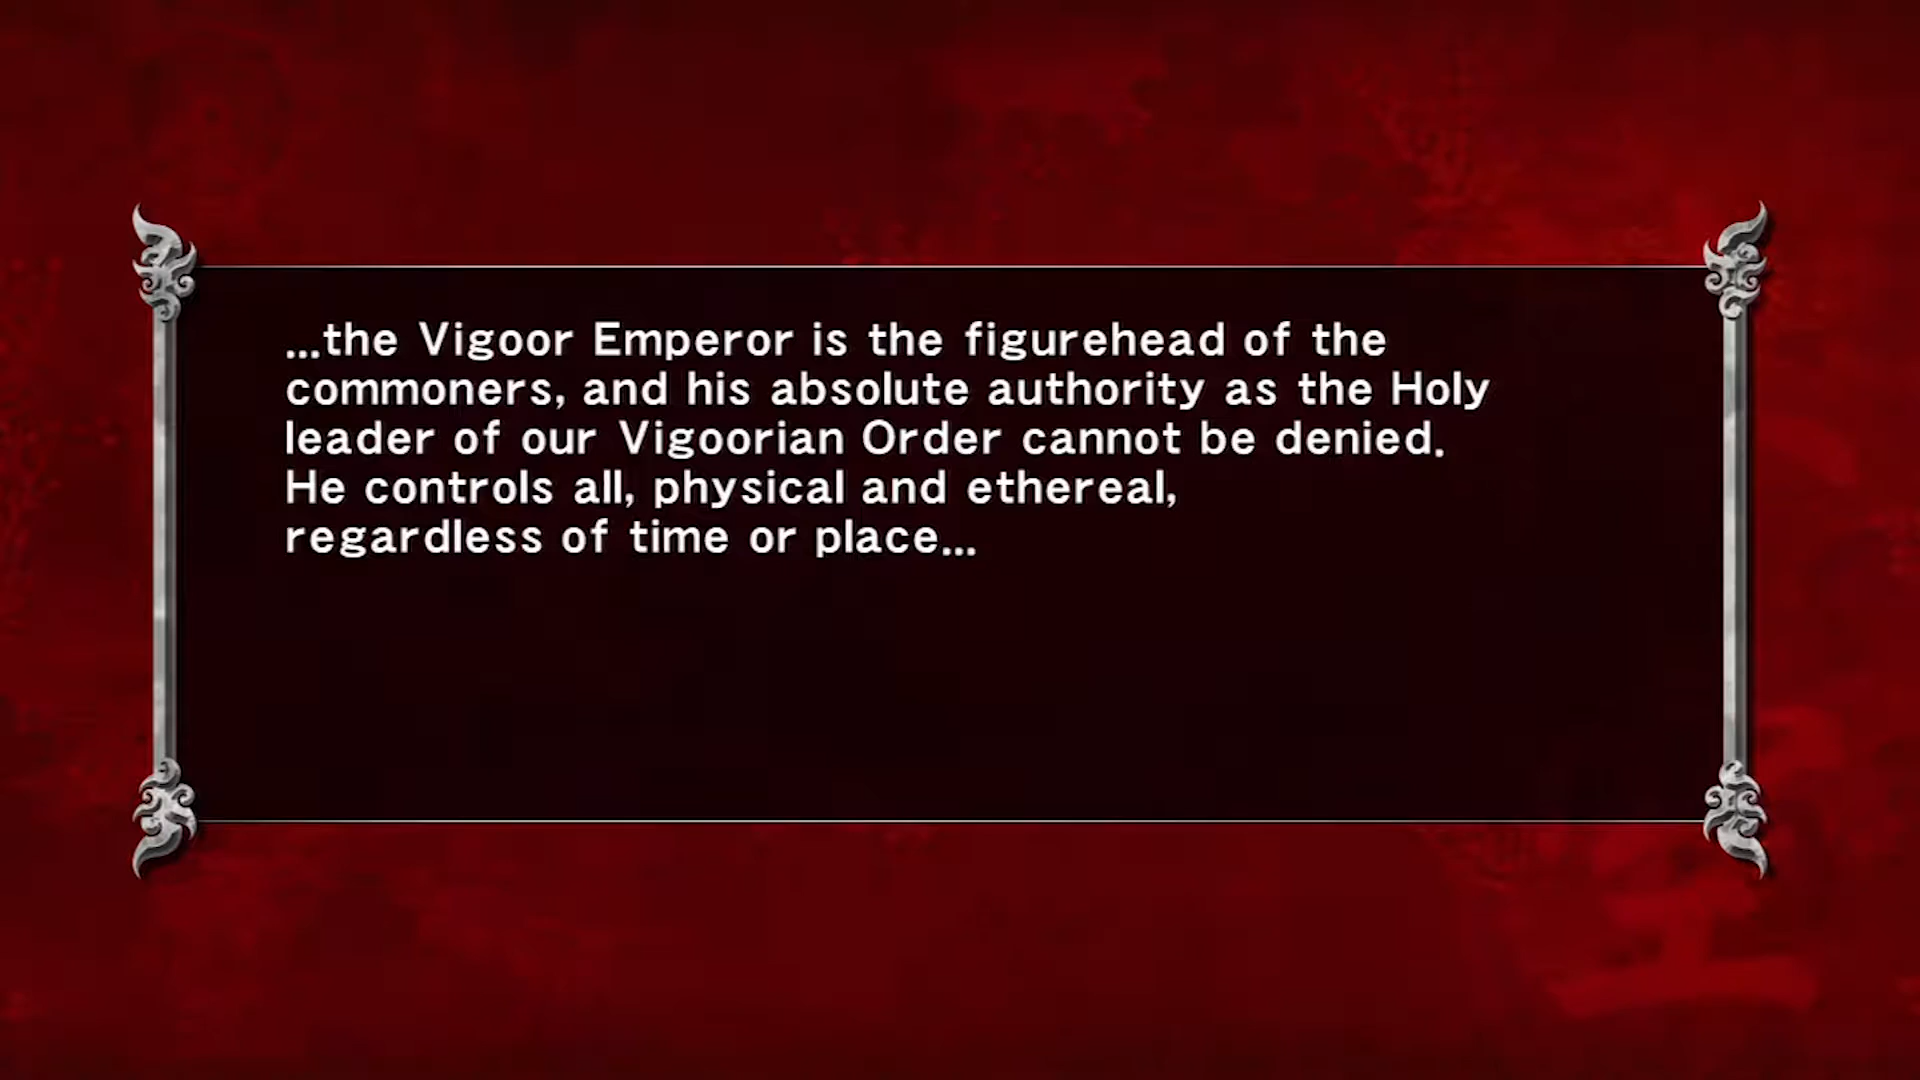 ...the Vigoor Emperor is the figurehead of the
commoners, and his absolute authority as the Holy
leader of our Vigoorian Order cannot be denied.
He controls all, physical and ethereal,
regardless of time or place...